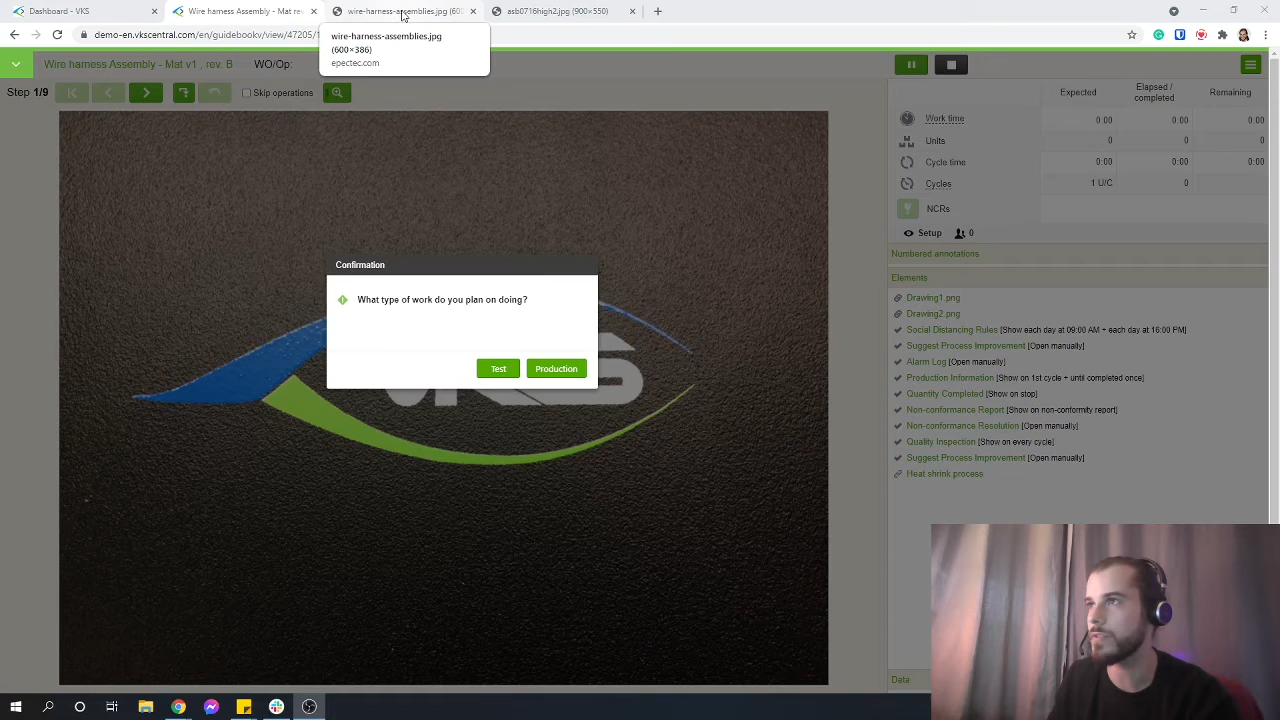 Dashboard - VKS
Wire harness Assembly - Mat rev
wire-harness-assemblies.jpg (600
asb0716high2.jpg (900×550)
demo-en.vkscentral.com/en/guidebookv/view/47205/1
wire-harness-assemblies.jpg
(600×386)
epectec.com
Wire harness Assembly - Mat v1 , rev. B
WO/Op:
Step 1/9
Skip operations
Expected
Elapsed /
completed
Remaining
Work time 0:00 0:00 0:00
Units 0 0 0
Cycle time 0:00 0:00 0:00
Cycles 1 U/C 0
NCRs
Setup 0
Numbered annotations
Elements
Drawing1.png
Drawing2.png
Social Distancing Rules [Show each day at 09:00 AM + each day at 16:00 PM]
Suggest Process Improvement [Open manually]
Alarm Log [Open manually]
Production Information [Show on 1st cycle + until completed once]
Quantity Completed [Show on stop]
Non-conformance Report [Show on non-conformity report]
Non-conformance Resolution [Open manually]
Quality Inspection [Show on every cycle]
Suggest Process Improvement [Open manually]
Heat shrink process
Data
Confirmation
What type of work do you plan on doing?
Test
Production
VKS